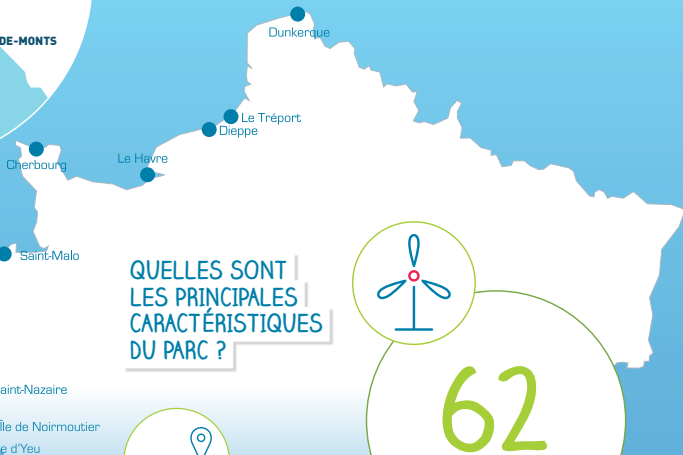 DE-MONTS
Dunkerque
Le Tréport
Dieppe
Le Havre
Cherbourg
Saint-Malo
QUELLES SONT
LES PRINCIPALES
CARACTÉRISTIQUES
DU PARC ?
62
aint-Nazaire
Île de Noirmoutier
e d'Yeu